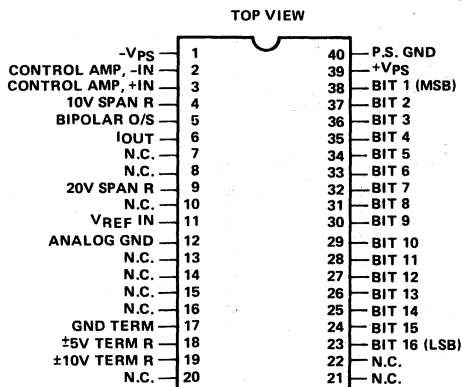 TOP VIEW
-VPS 1 40 P.S. GND
CONTROL AMP, -IN 2 39 +VPS
CONTROL AMP, +IN 3 38 BIT 1 (MSB)
10V SPAN R 4 37 BIT 2
BIPOLAR O/S 5 36 BIT 3
IOUT 6 35 BIT 4
N.C. 7 34 BIT 5
N.C. 8 33 BIT 6
20V SPAN R 9 32 BIT 7
N.C. 10 31 BIT 8
VREF IN 11 30 BIT 9
ANALOG GND 12 29 BIT 10
N.C. 13 28 BIT 11
N.C. 14 27 BIT 12
N.C. 15 26 BIT 13
N.C. 16 25 BIT 14
GND TERM 17 24 BIT 15
±5V TERM R 18 23 BIT 16 (LSB)
±10V TERM R 19 22 N.C.
N.C. 20 21 N.C.